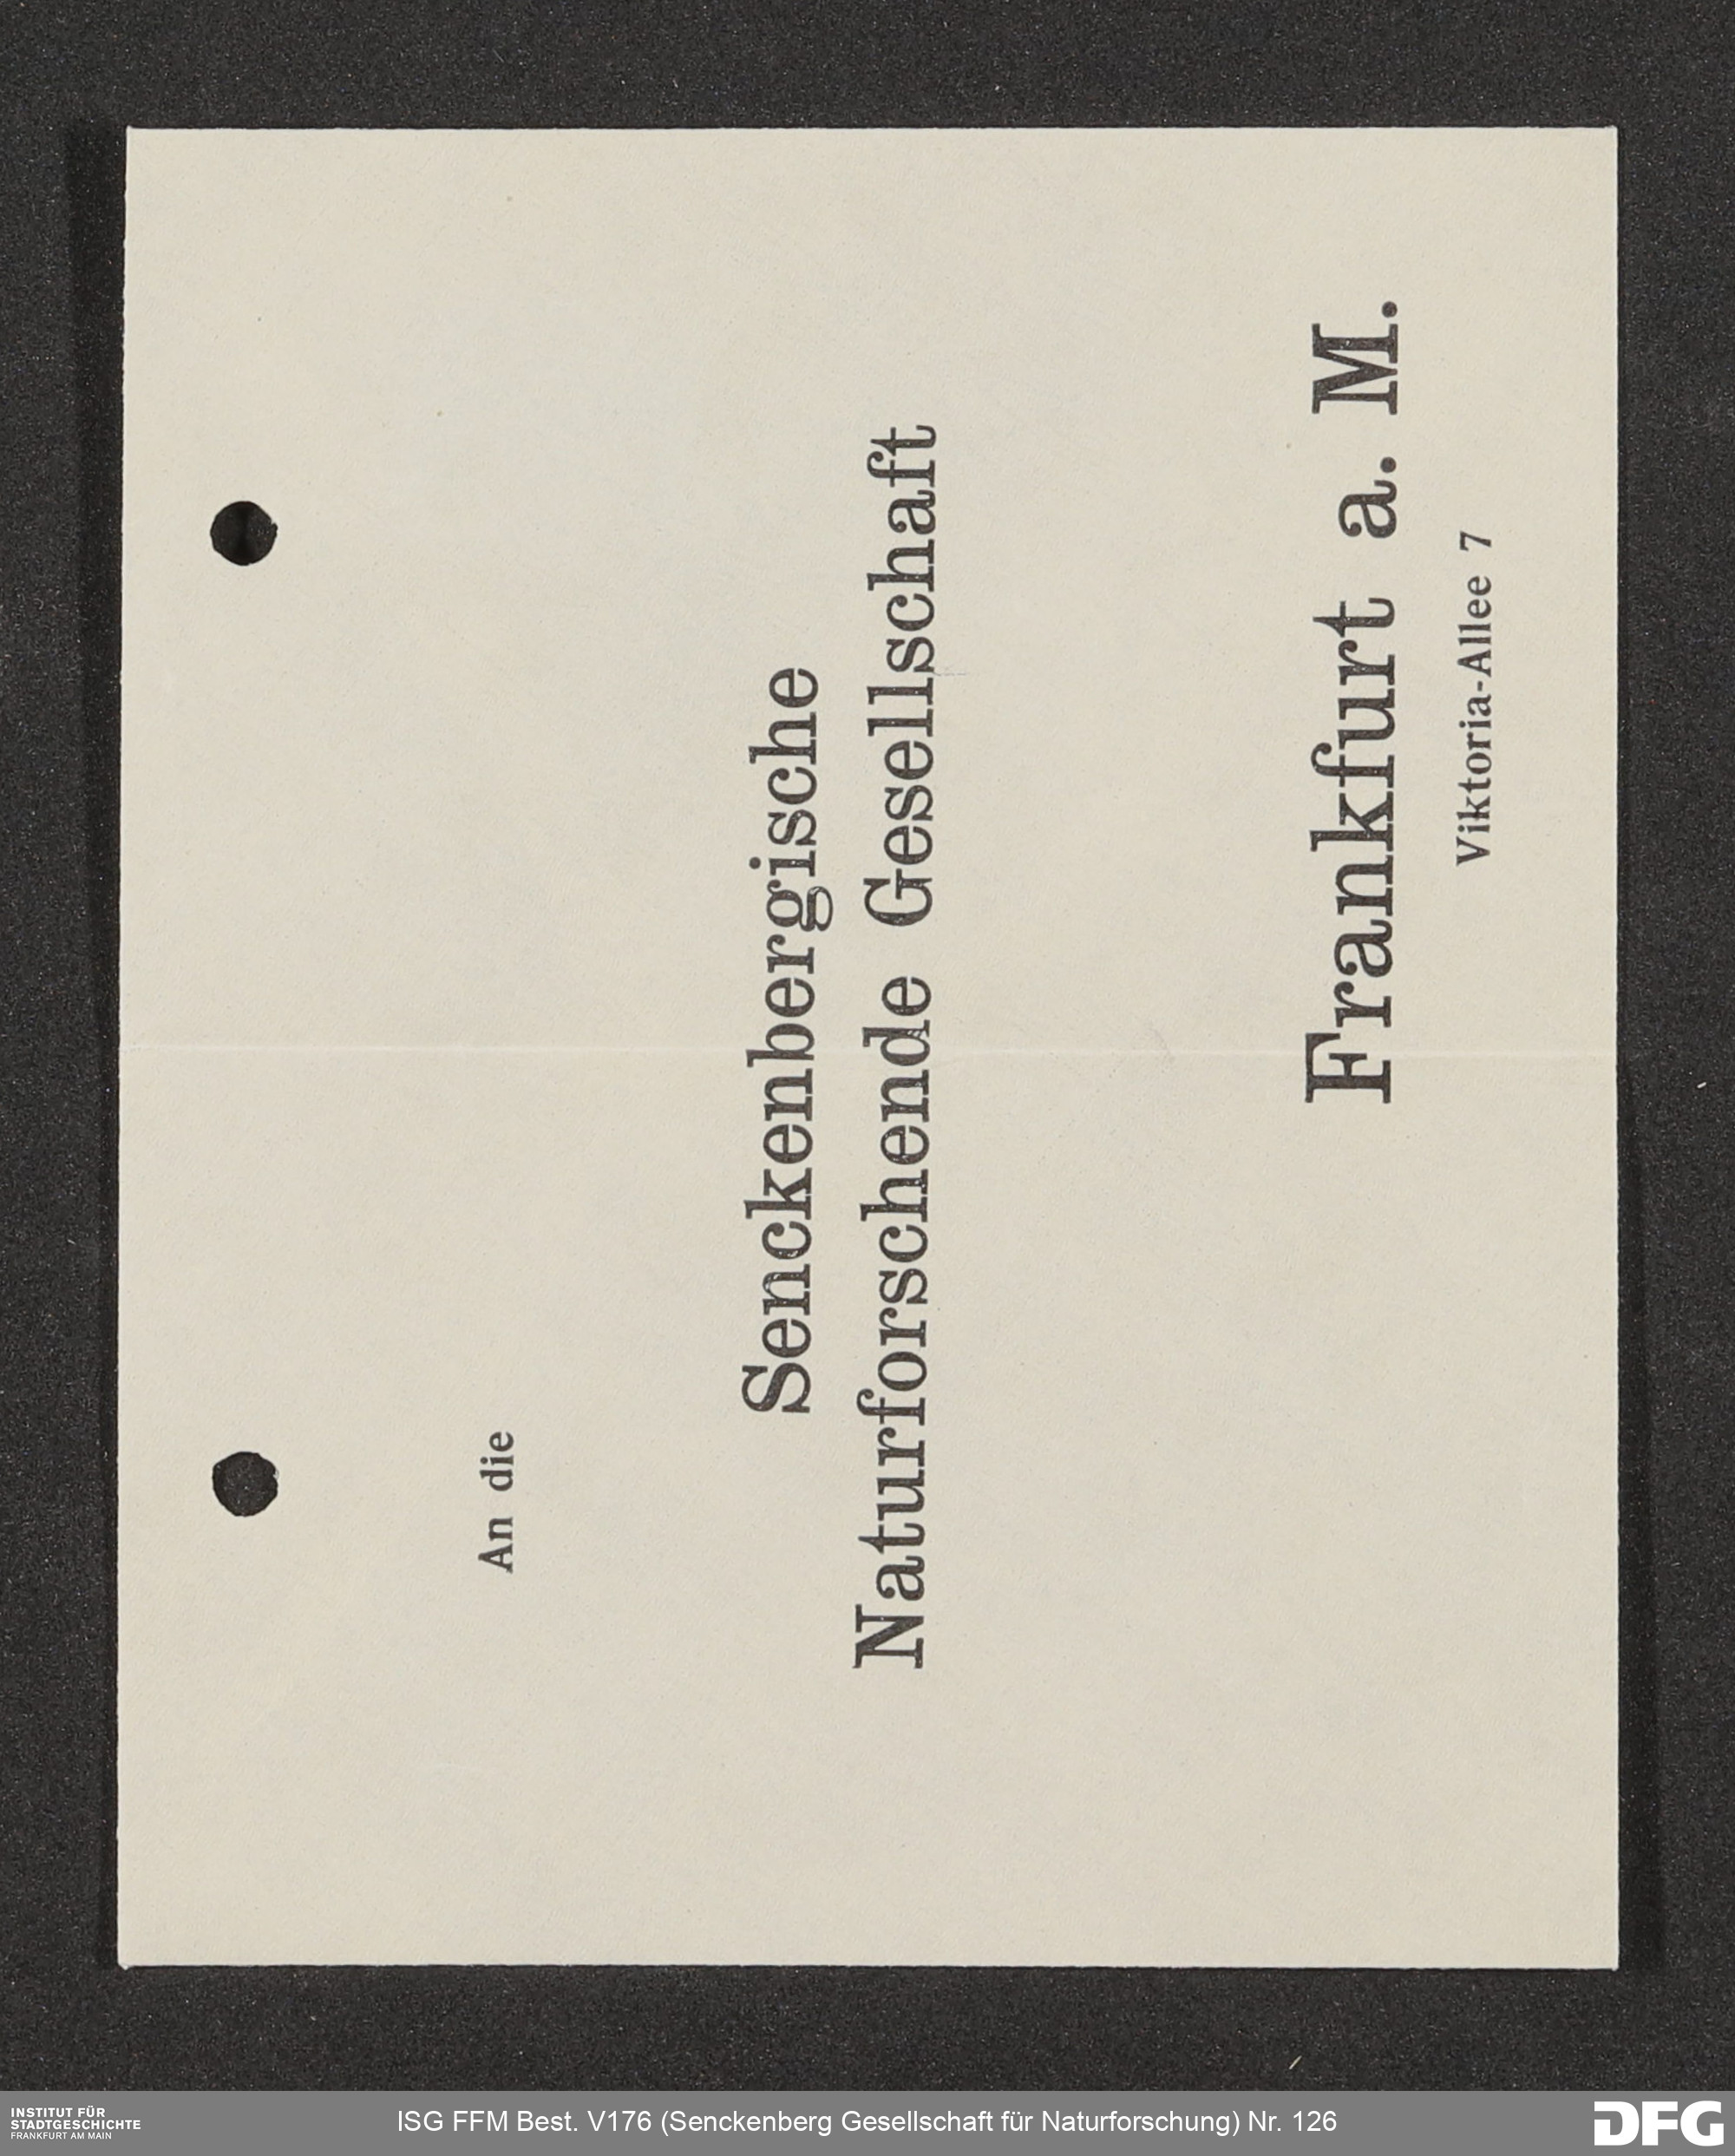 An die
Senckenbergische
Naturforschende Gesellschaft
Frankfurt a. M.
Viktoria-Allee 7
INSTITUT FÜR
STADTGESCHICHTE
FRANKFURT AM MAIN
ISG FFM Best. V176 (Senckenberg Gesellschaft für Naturforschung) Nr. 126
DFG